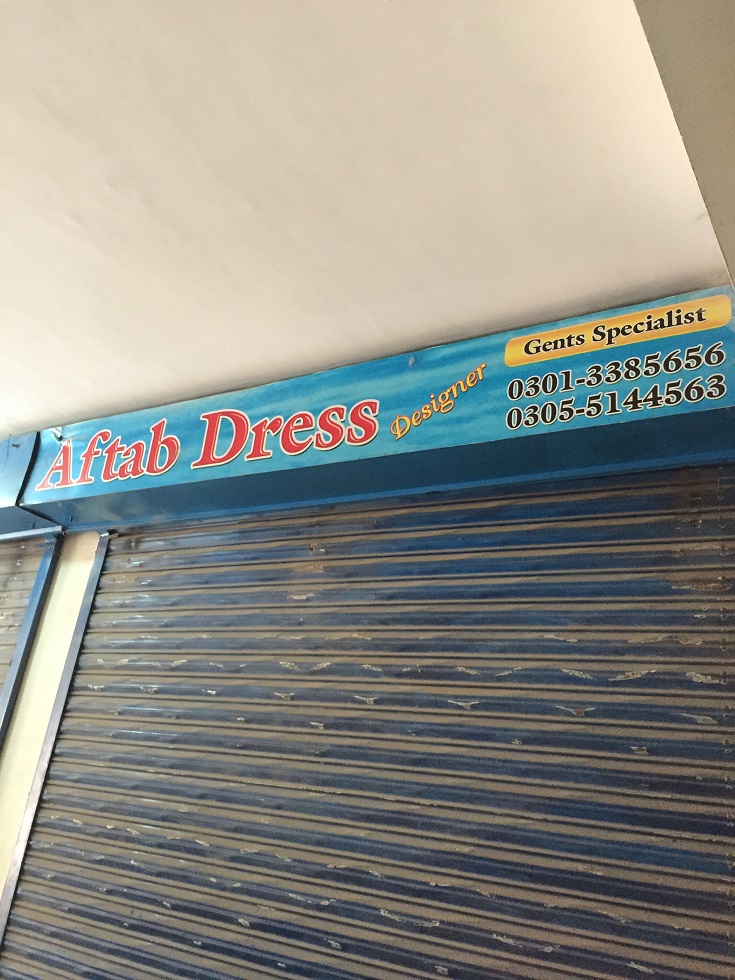 Aftab Dress Designer
Gents Specialist
0301-3385656
0305-5144563